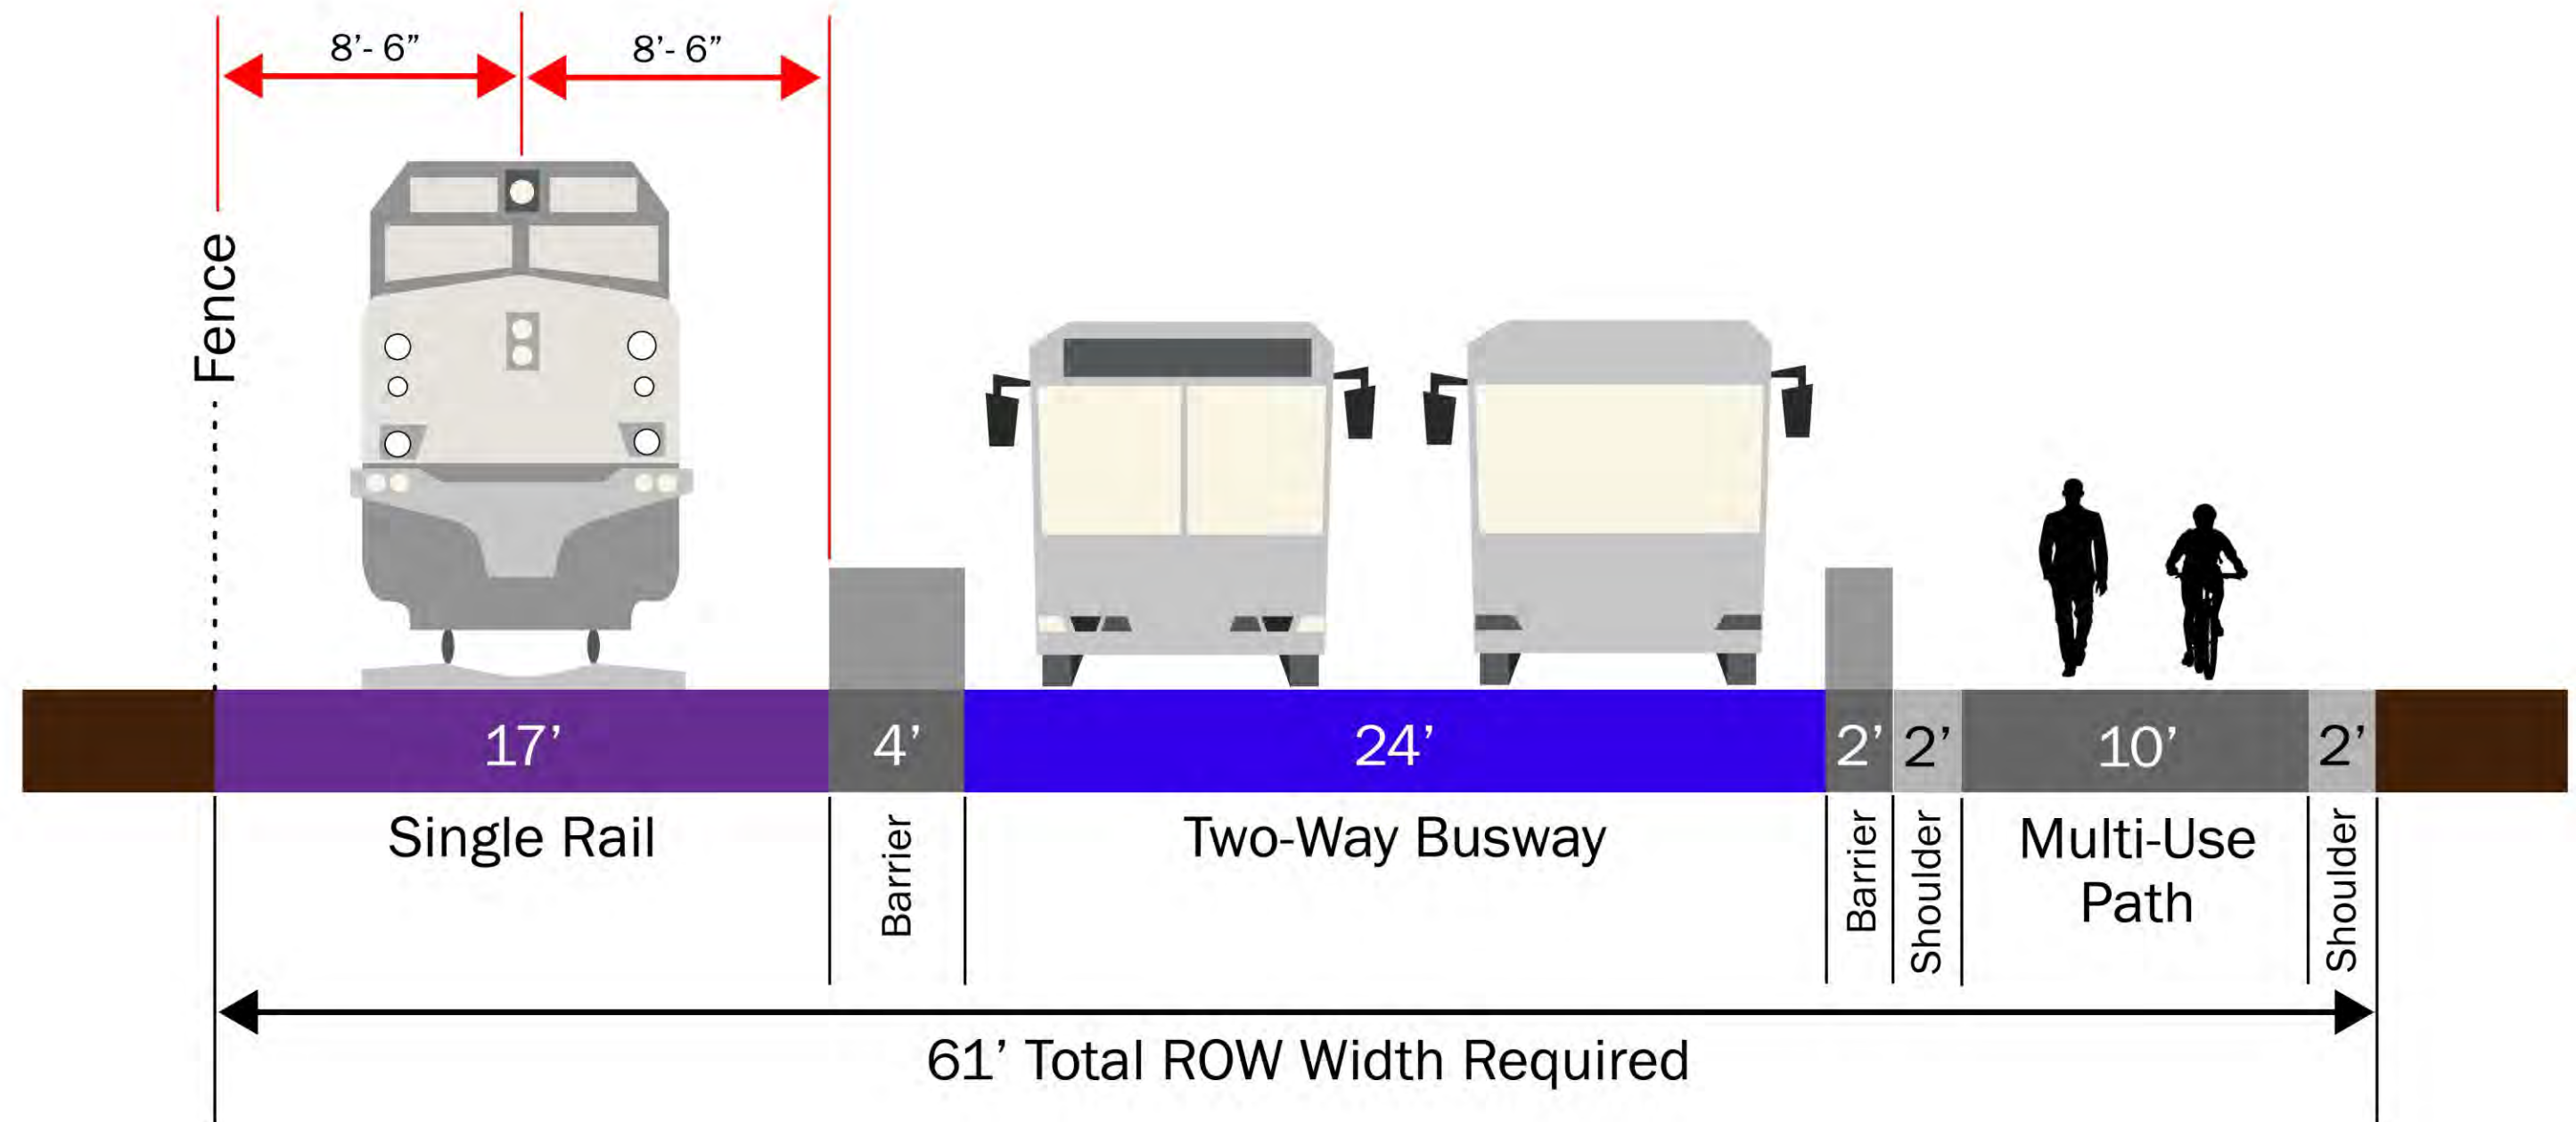 8’- 6”
8’- 6”
Fence
17’
4’
24’
2’
2’
10’
2’
Single Rail
Barrier
Two-Way Busway
Barrier
Shoulder
Multi-Use
Path
Shoulder
61’ Total ROW Width Required